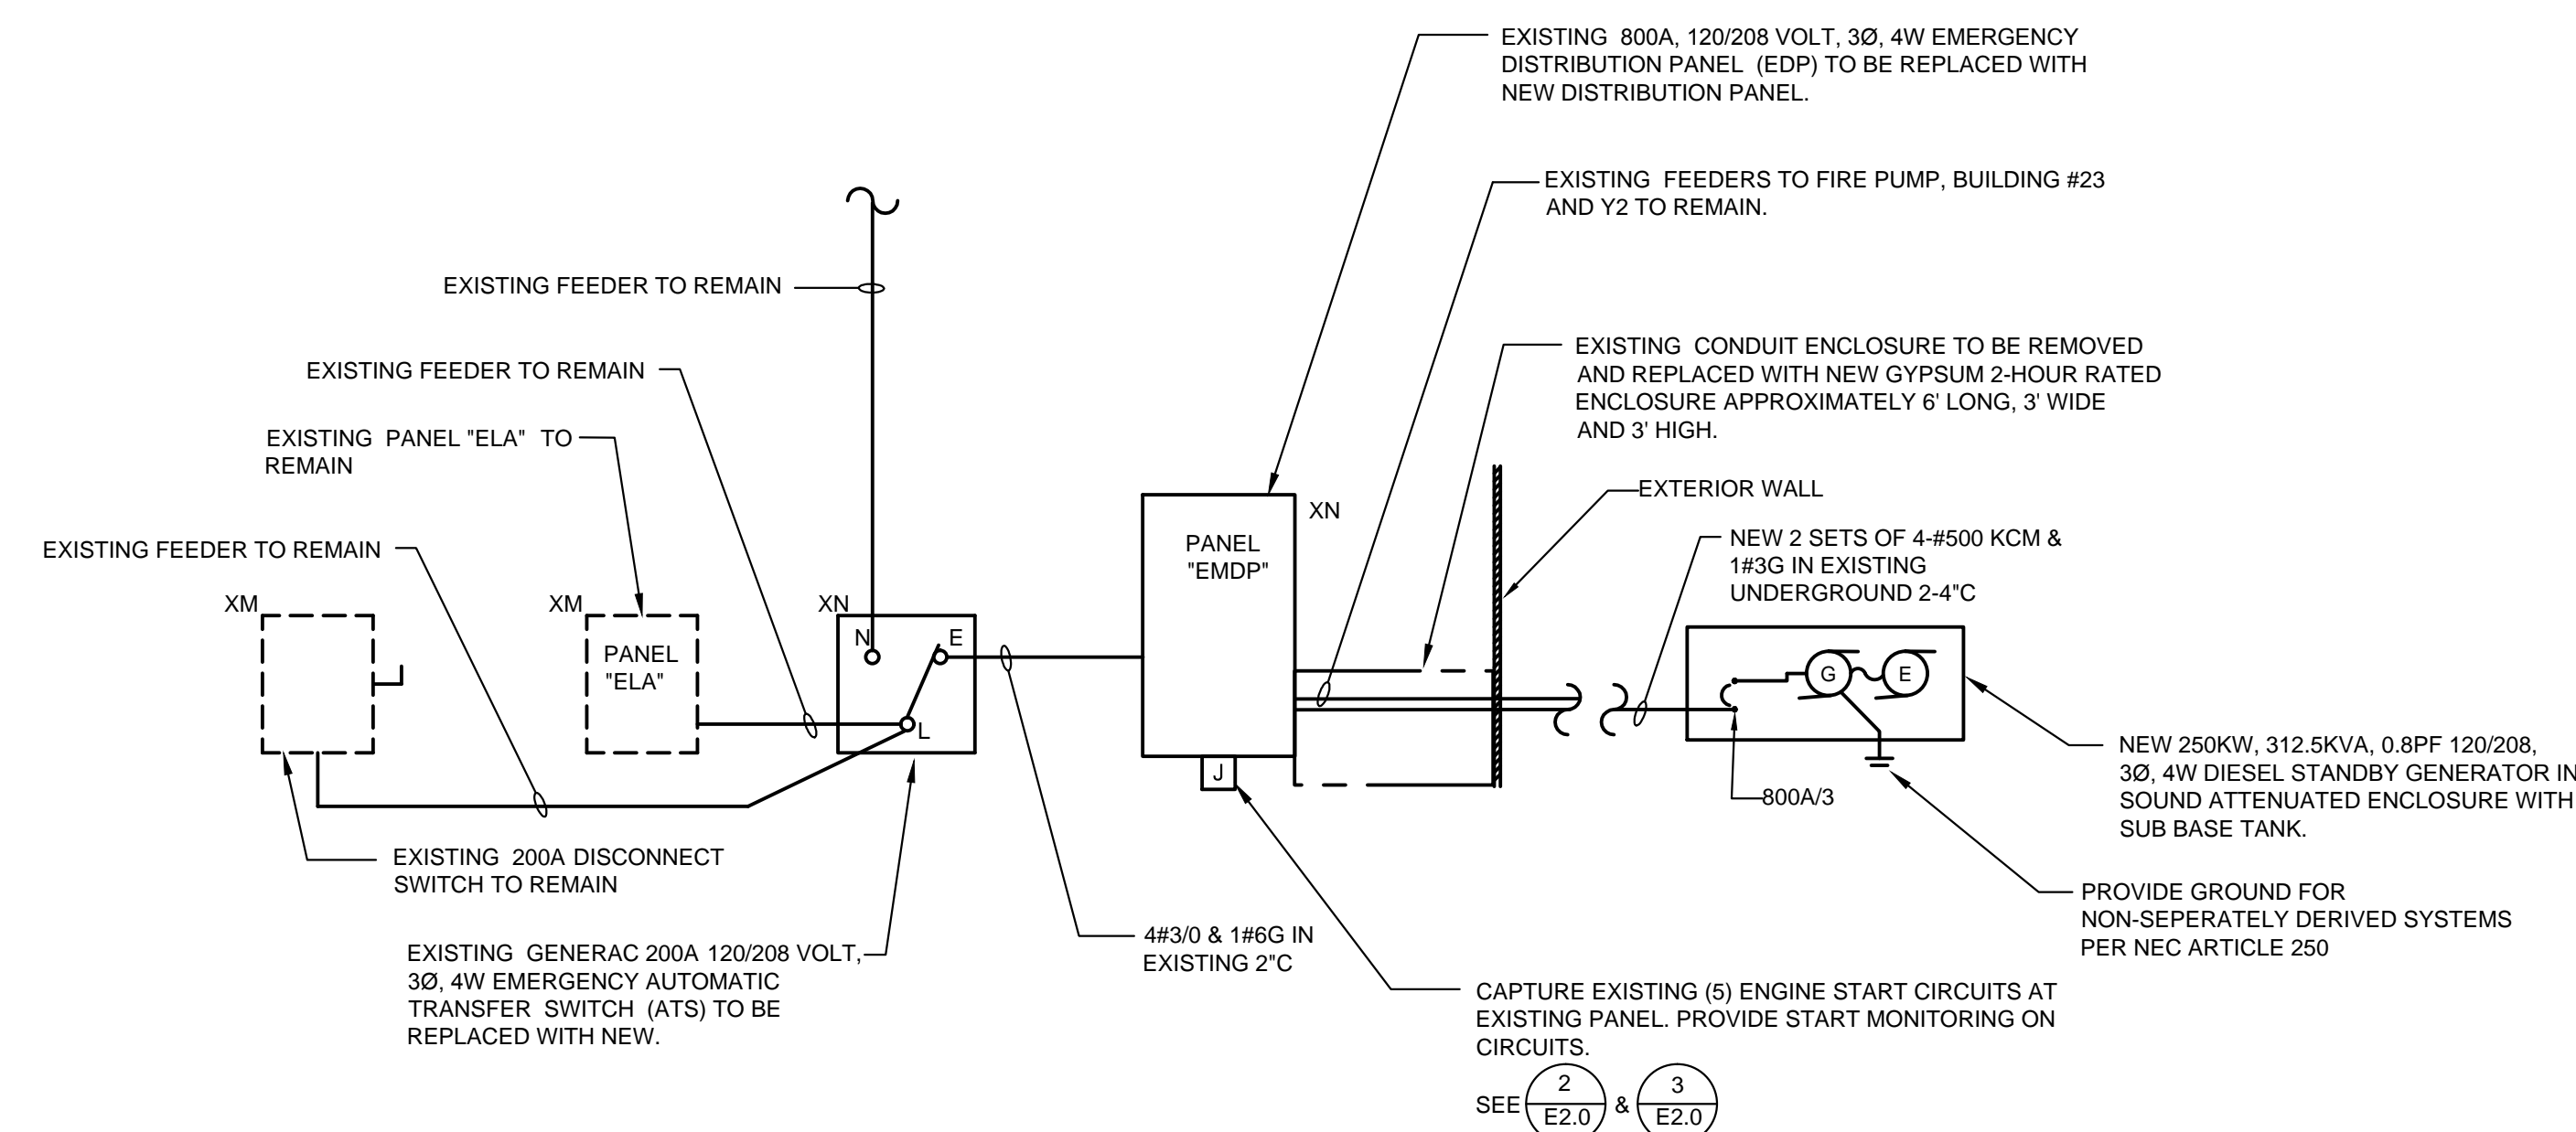 EXISTING  800A, 120/208 VOLT, 3Ø, 4W EMERGENCY
DISTRIBUTION PANEL  (EDP) TO BE REPLACED WITH
NEW DISTRIBUTION PANEL.
EXISTING  FEEDERS TO FIRE PUMP, BUILDING #23
AND Y2 TO REMAIN.
EXISTING FEEDER TO REMAIN
EXISTING  CONDUIT ENCLOSURE TO BE REMOVED
AND REPLACED WITH NEW GYPSUM 2-HOUR RATED
ENCLOSURE APPROXIMATELY 6' LONG, 3' WIDE
AND 3' HIGH.
EXISTING FEEDER TO REMAIN
EXISTING  PANEL "ELA"  TO
REMAIN
EXTERIOR WALL
XN
EXISTING FEEDER TO REMAIN
NEW 2 SETS OF 4-#500 KCM &
1#3G IN EXISTING
UNDERGROUND 2-4"C
PANEL
"EMDP"
XM
XM
XN
N
E
L
PANEL
"ELA"
G
E
J
800A/3
NEW 250KW, 312.5KVA, 0.8PF 120/208,
3Ø, 4W DIESEL STANDBY GENERATOR IN
SOUND ATTENUATED ENCLOSURE WITH
SUB BASE TANK.
EXISTING  200A DISCONNECT
SWITCH TO REMAIN
PROVIDE GROUND FOR
NON-SEPERATELY DERIVED SYSTEMS
PER NEC ARTICLE 250
4#3/0 & 1#6G IN
EXISTING 2"C
EXISTING  GENERAC 200A 120/208 VOLT,
3Ø, 4W EMERGENCY AUTOMATIC
TRANSFER  SWITCH  (ATS) TO BE
REPLACED WITH NEW.
CAPTURE EXISTING (5) ENGINE START CIRCUITS AT
EXISTING PANEL. PROVIDE START MONITORING ON
CIRCUITS.
SEE 2 E2.0 & 3 E2.0